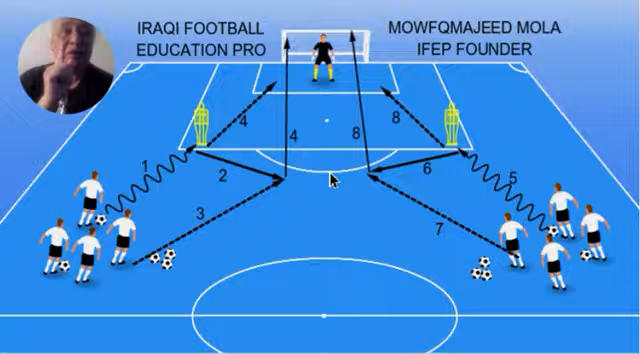 IRAQI FOOTBALL
EDUCATION PRO
MOWFQMAJEED MOLA
IFEP FOUNDER
4
4
8
8
1
2
3
6
5
7